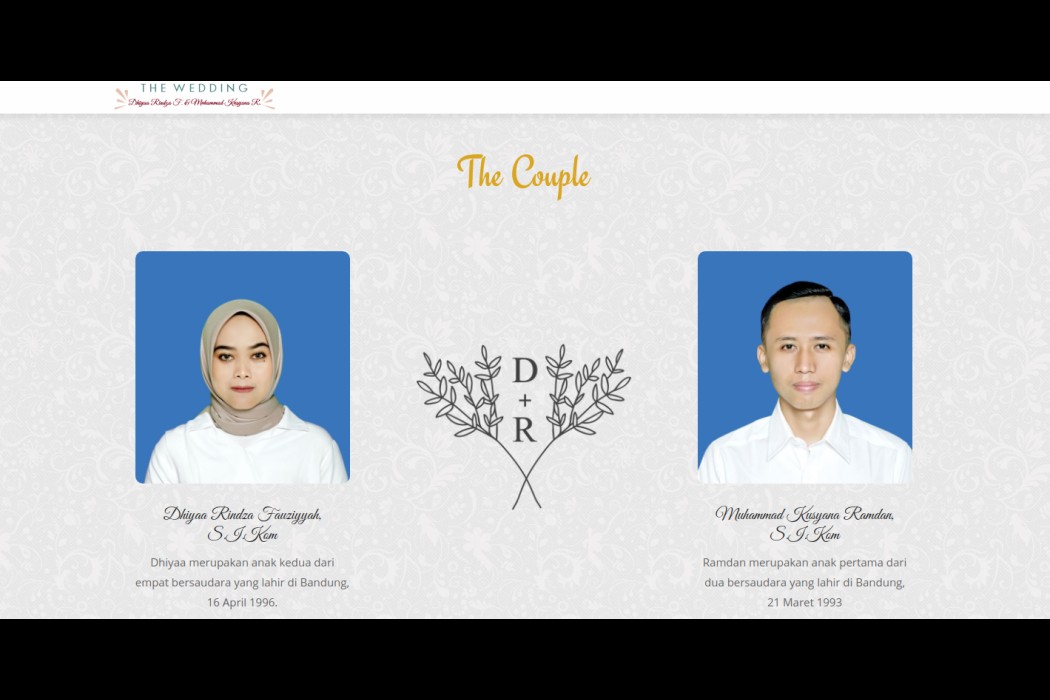 THE WEDDING
Dhiyaa Rindza F. & Muhammad Kusyana R.
The Couple
D
+
R
Dhiyaa Rindza Fauziyyah,
S.I.Kom
Dhiyaa merupakan anak kedua dari
empat bersaudara yang lahir di Bandung,
16 April 1996.
Muhammad Kusyana Ramdan,
S.I.Kom
Ramdan merupakan anak pertama dari
dua bersaudara yang lahir di Bandung,
21 Maret 1993